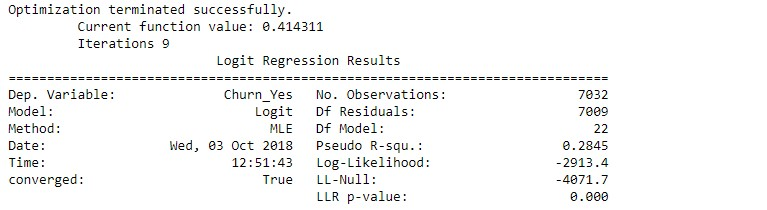 Optimization terminated successfully.
Current function value: 0.414311
Iterations 9
Logit Regression Results
==============================================================================
Dep. Variable: Churn_Yes No. Observations: 7032
Model: Logit Df Residuals: 7009
Method: MLE Df Model: 22
Date: Wed, 03 Oct 2018 Pseudo R-squ.: 0.2845
Time: 12:51:43 Log-Likelihood: -2913.4
converged: True LL-Null: -4071.7
LLR p-value: 0.000